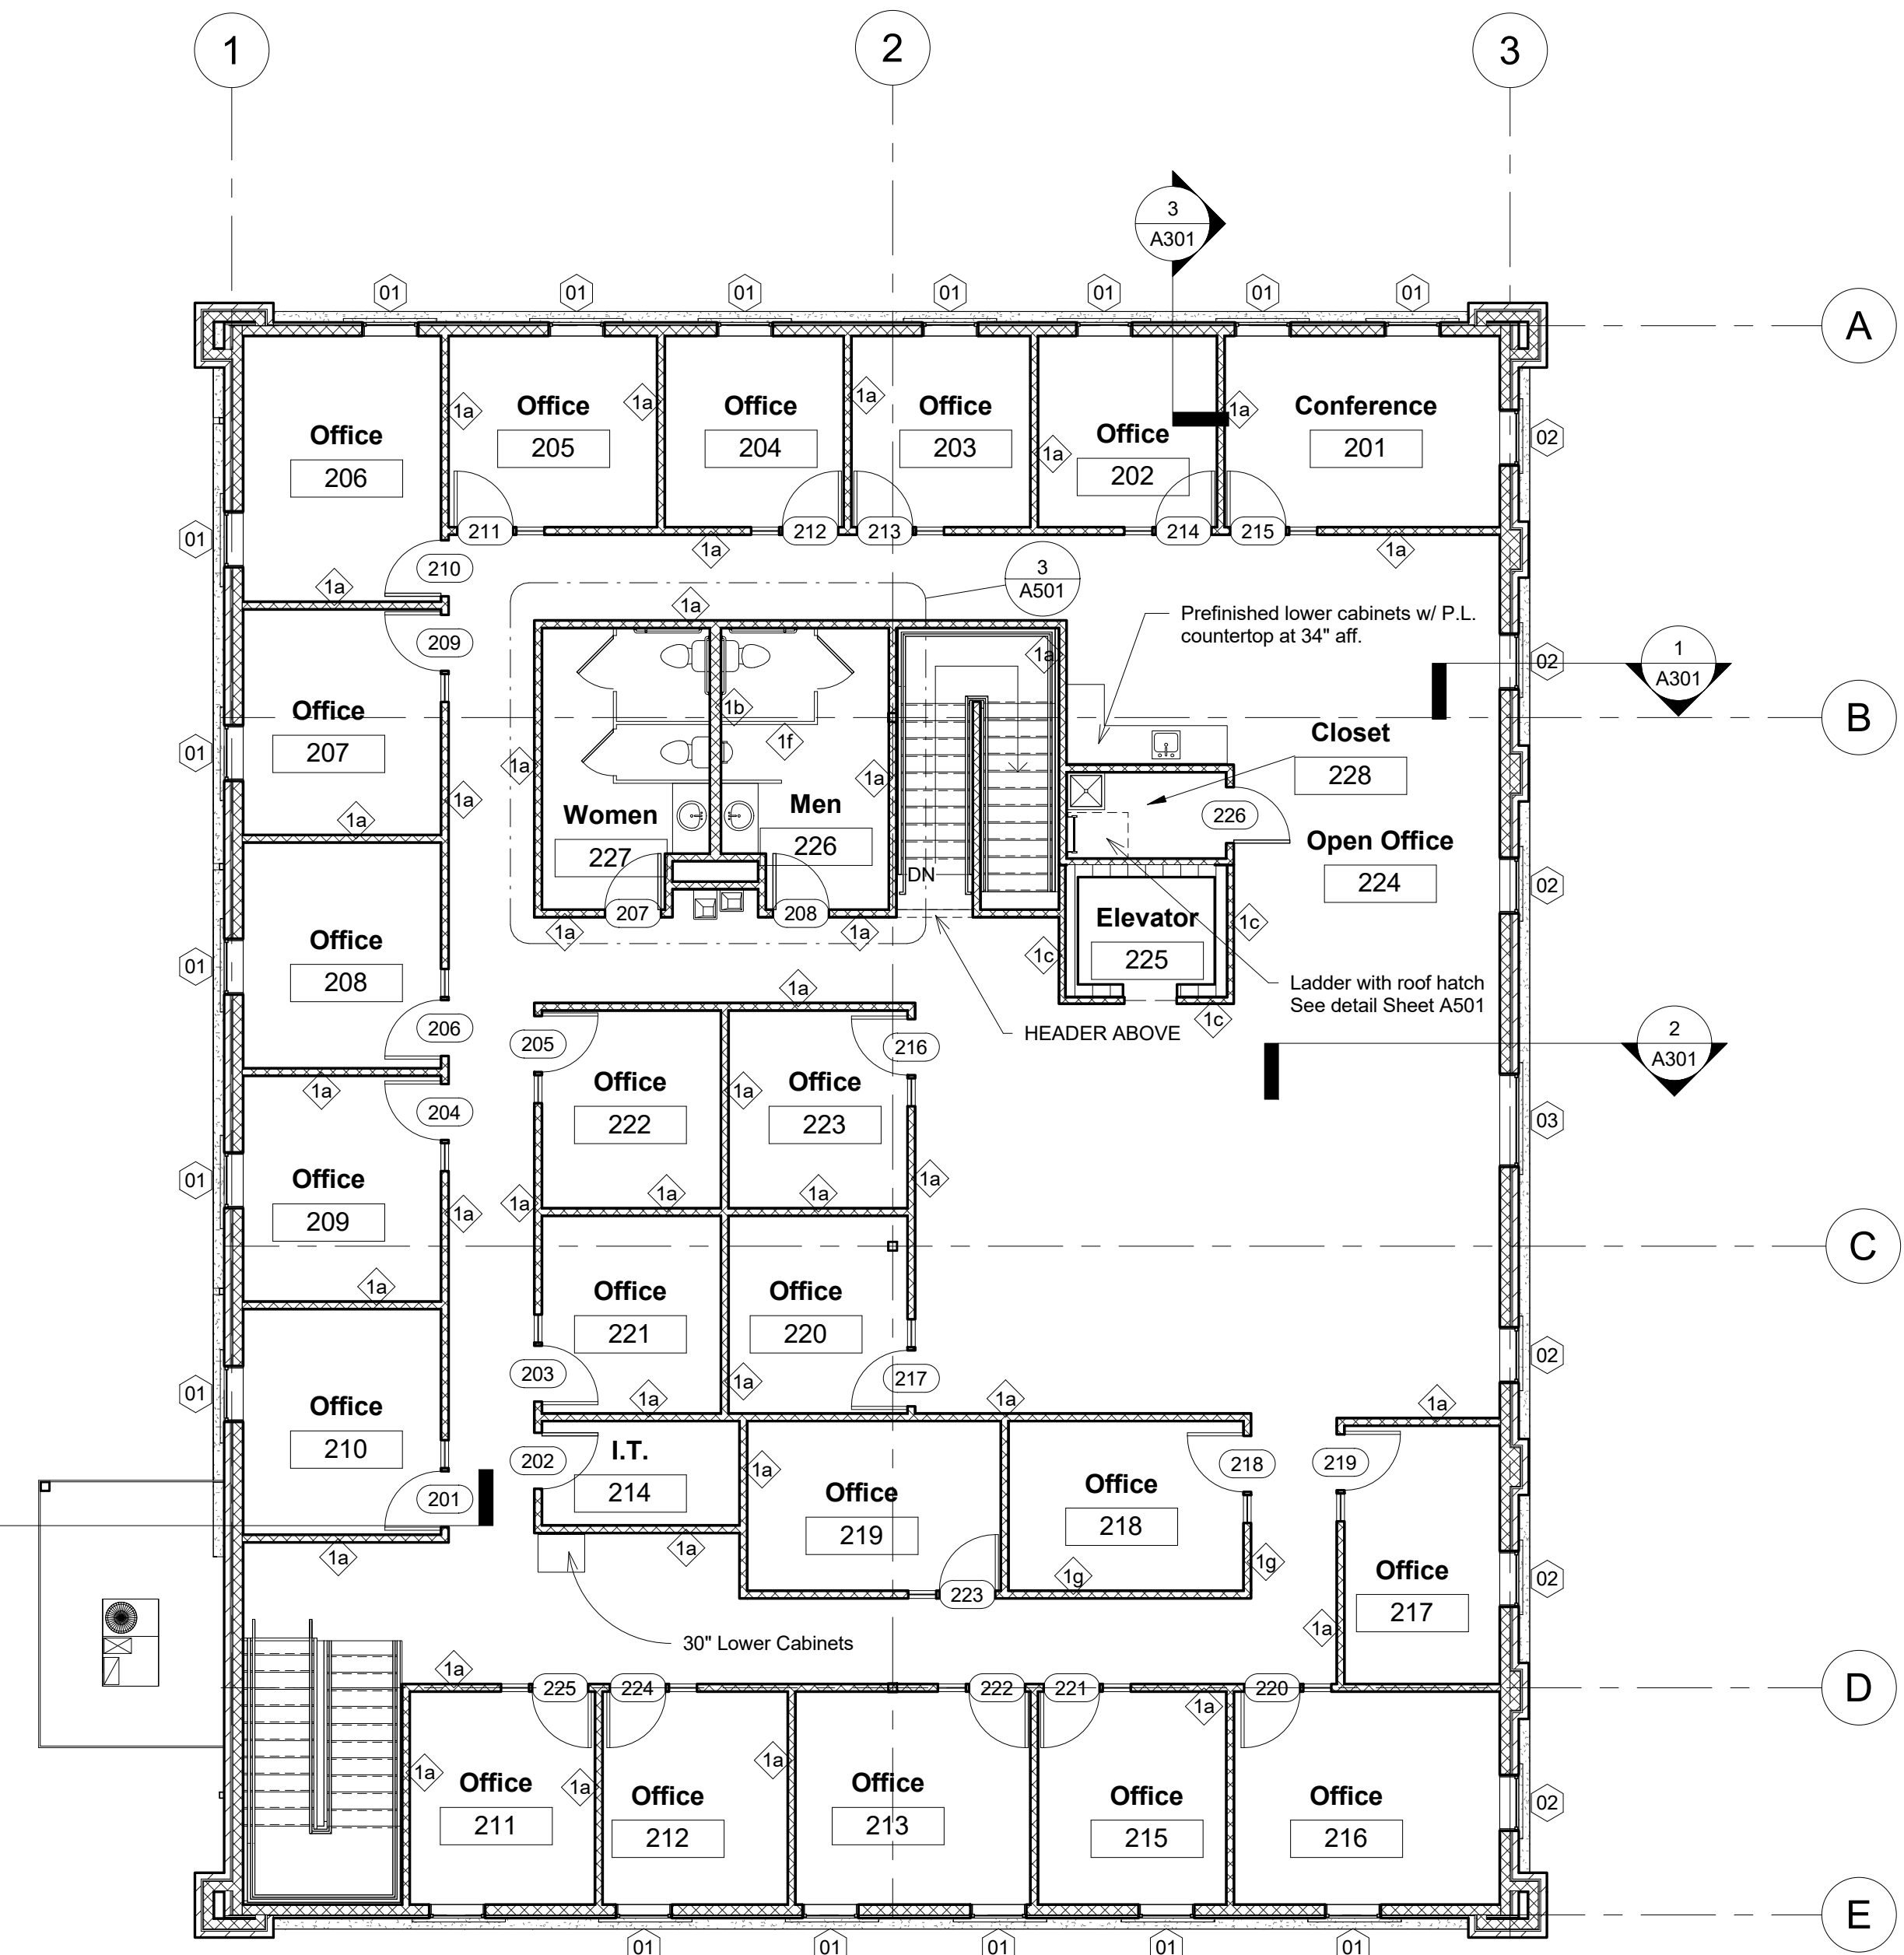 1
2
3
3
A301
01
01
01
01
01
01
01
A
Office
206
1a
Office
205
1a
Office
204
1a
Office
203
1a
Office
202
1a
Conference
201
02
01
211
212
213
214
215
1a
1a
210
1a
3
A501
1a
Prefinished lower cabinets w/ P.L.
countertop at 34" aff.
209
1a
02
1
A301
B
Office
207
01
1a
1b
1f
1a
1a
Closet
228
Women
227
Men
226
226
Open Office
224
02
1a
DN
207
208
1a
1a
Elevator
225
1c
1c
1c
Office
208
01
1a
Ladder with roof hatch
See detail Sheet A501
HEADER ABOVE
206
205
216
2
A301
1a
204
Office
222
1a
Office
223
03
Office
209
01
1a
1a
1a
1a
1a
C
1a
Office
221
Office
220
02
01
203
1a
1a
217
1a
1a
Office
210
202
I.T.
214
1a
218
219
201
Office
219
Office
218
1a
1a
1g
1g
Office
217
02
223
1a
30" Lower Cabinets
1a
225
224
222
221
1a
220
D
1a
Office
211
1a
Office
212
1a
Office
213
Office
215
Office
216
02
E
01
01
01
01
01